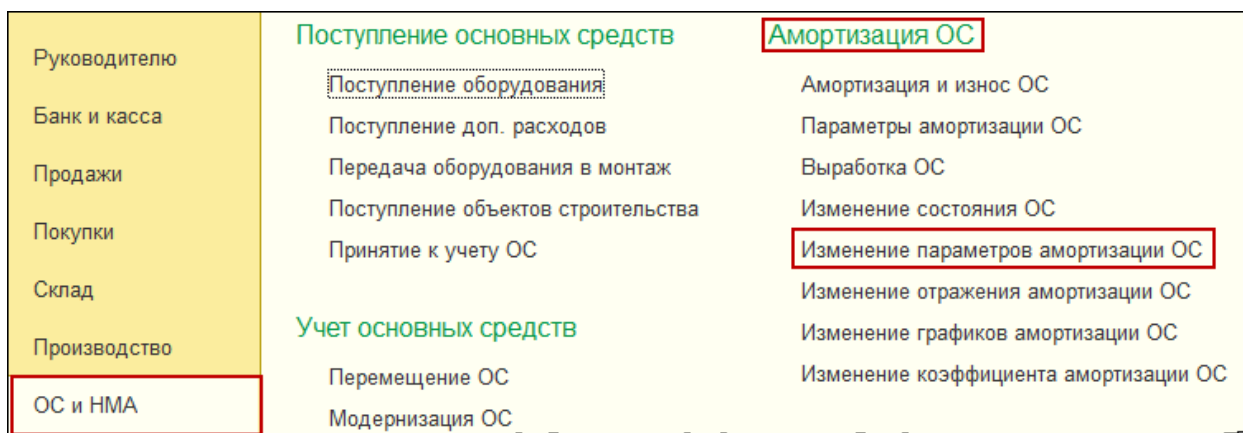 Руководителю
Банк и касса
Продажи
Покупки
Склад
Производство
ОС и НМА
Поступление основных средств
Поступление оборудования
Поступление доп. расходов
Передача оборудования в монтаж
Поступление объектов строительства
Принятие к учету ОС
Учет основных средств
Перемещение ОС
Модернизация ОС
Амортизация ОС
Амортизация и износ ОС
Параметры амортизации ОС
Выработка ОС
Изменение состояния ОС
Изменение параметров амортизации ОС
Изменение отражения амортизации ОС
Изменение графиков амортизации ОС
Изменение коэффициента амортизации ОС